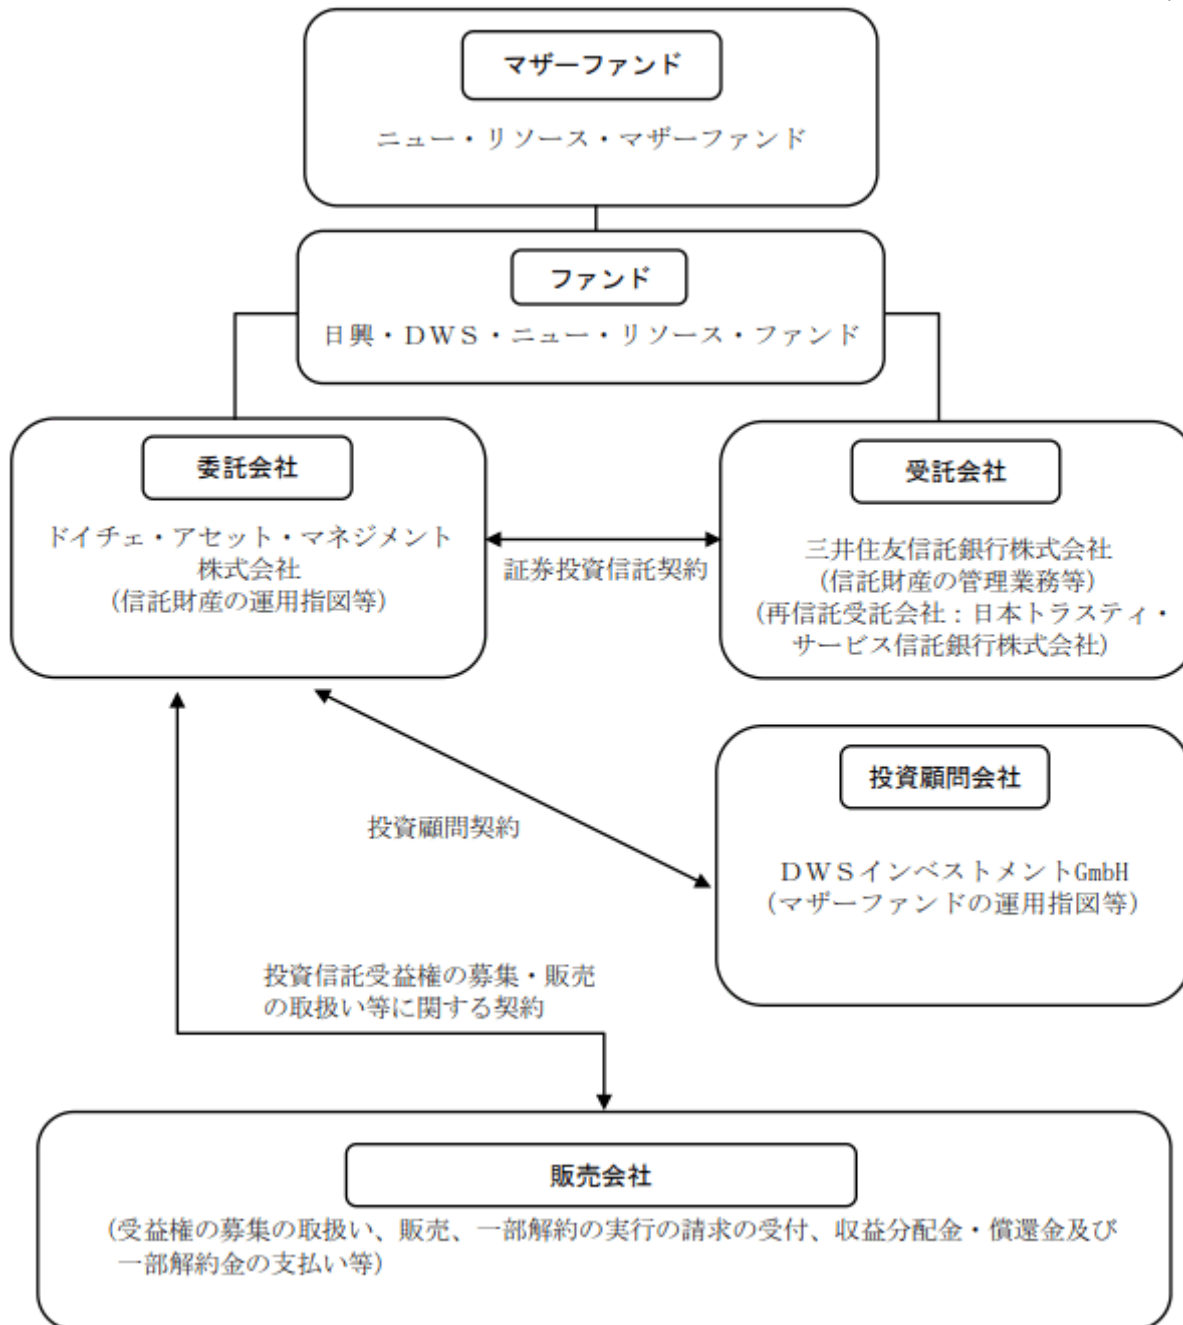 マザーファンド
ニュー・リソース・マザーファンド
ファンド
日興・ＤＷＳ・ニュー・リソース・ファンド
委託会社
ドイチェ・アセット・マネジメント
株式会社
(信託財産の運用指図等)
証券投資信託契約
受託会社
三井住友信託銀行株式会社
(信託財産の管理業務等)
(再信託受託会社：日本トラスティ・
サービス信託銀行株式会社)
投資顧問契約
投資顧問会社
ＤＷＳインベストメントGmbH
(マザーファンドの運用指図等)
投資信託受益権の募集・販売
の取扱い等に関する契約
販売会社
(受益権の募集の取扱い、販売、一部解約の実行の請求の受付、収益分配金・償還金及び
一部解約金の支払い等)